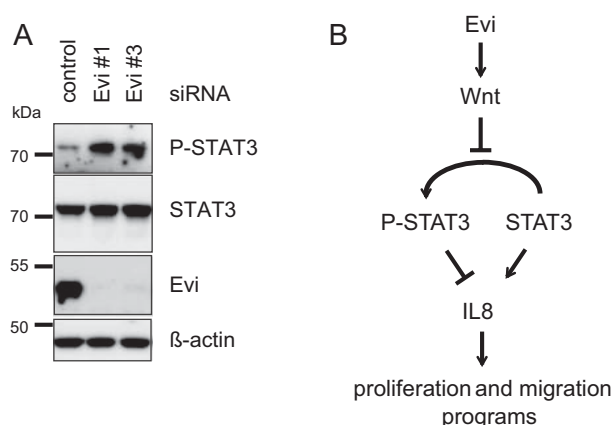 A
control
Evi #1
Evi #3
siRNA
kDa
70
P-STAT3
70
STAT3
55
Evi
50
ß-actin
B
Evi
Wnt
P-STAT3
STAT3
IL8
proliferation and migration
programs